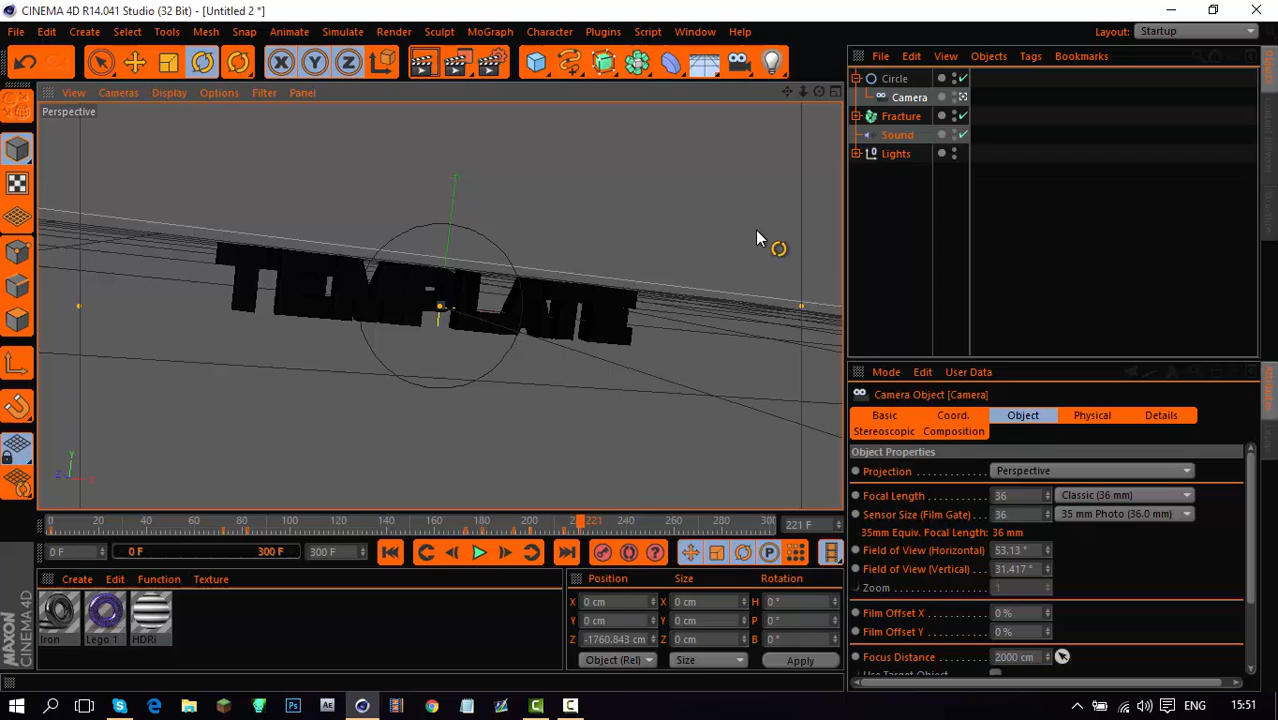 CINEMA 4D R14.041 Studio (32 Bit) - [Untitled 2 *]
File Edit Create Select Tools Mesh Snap Animate Simulate Render Sculpt MoGraph Character Plugins Script Window Help Layout: Startup
X Y Z
File Edit View Objects Tags Bookmarks
Circle
Camera
Fracture
Sound
Lights
View Cameras Display Options Filter Panel
Perspective
TEMPLATE
Y
Z X
Mode Edit User Data
Camera Object [Camera]
Basic Coord. Object Physical Details
Stereoscopic Composition
Object Properties
Projection Perspective
Focal Length 36 Classic (36 mm)
Sensor Size (Film Gate) 36 35 mm Photo (36.0 mm)
35mm Equiv. Focal Length: 36 mm
Field of View (Horizontal) 53.13 °
Field of View (Vertical) 31.417 °
Zoom 1
Film Offset X 0 %
Film Offset Y 0 %
Focus Distance 2000 cm
Use Target Object
0 20 40 60 80 100 120 140 160 180 200 221 240 260 280 300 221 F
0 F 0 F 300 F 300 F
P
Create Edit Function Texture
Iron Lego 1 HDRi
Position Size Rotation
X 0 cm X 0 cm H 0 °
Y 0 cm Y 0 cm P 0 °
Z -1760.843 cm Z 0 cm B 0 °
Object (Rel) Size Apply
MAXON CINEMA 4D
Ps AE ENG 15:51